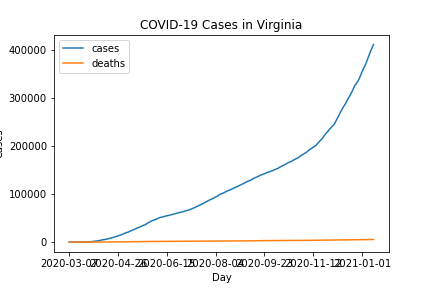 COVID-19 Cases in Virginia
cases
deaths
400000
300000
200000
100000
0
cases
2020-03-07 2020-04-26 2020-06-15 2020-08-04 2020-09-23 2020-11-12 2021-01-01
Day